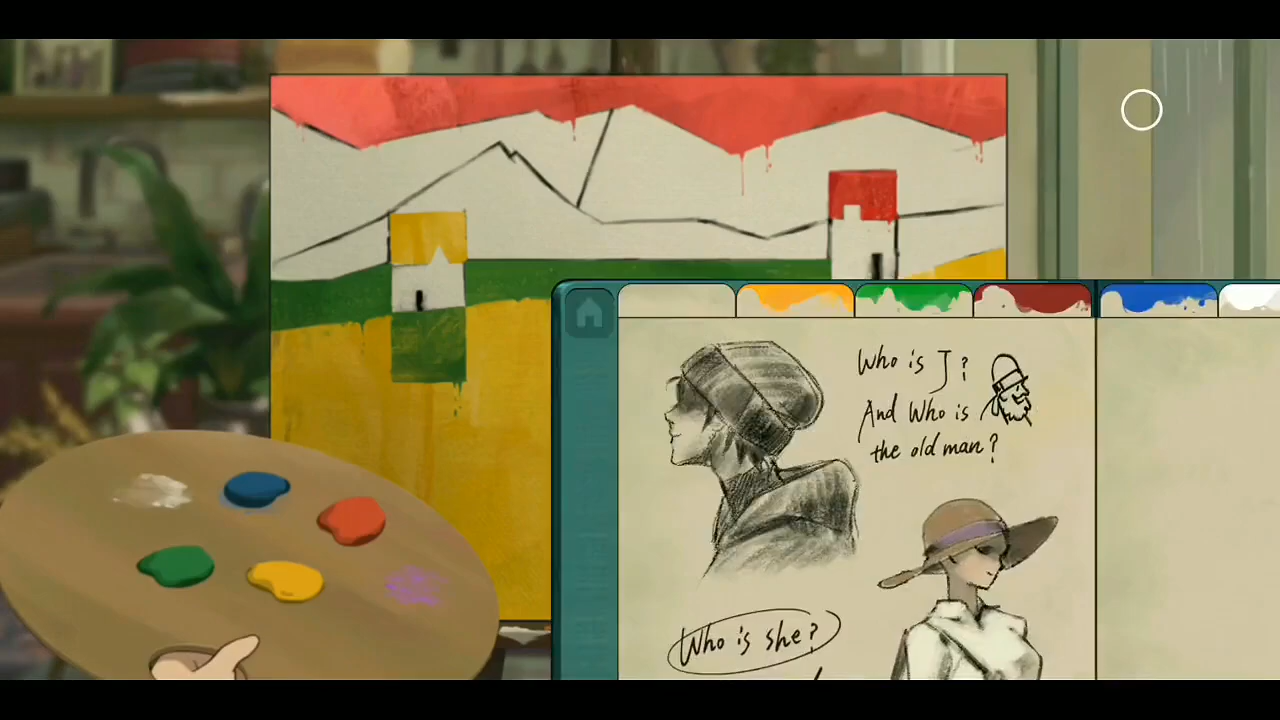 Who is J?
And Who is
the old man?
Who is she?